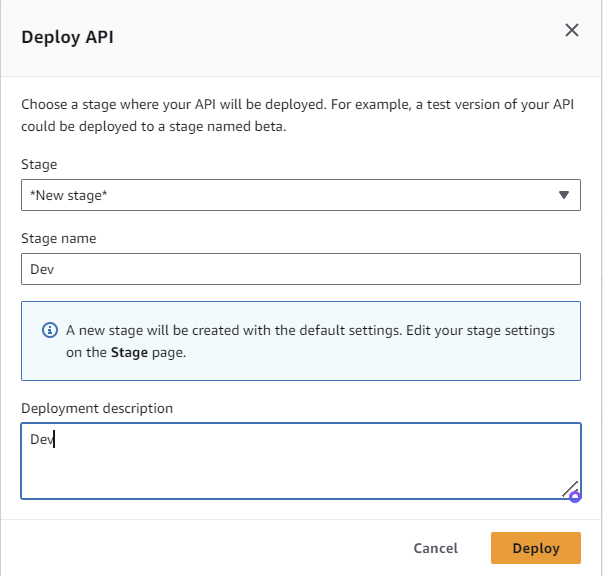 Deploy API
Choose a stage where your API will be deployed. For example, a test version of your API
could be deployed to a stage named beta.
Stage
*New stage*
Stage name
Dev
A new stage will be created with the default settings. Edit your stage settings
on the Stage page.
Deployment description
Dev
Cancel
Deploy